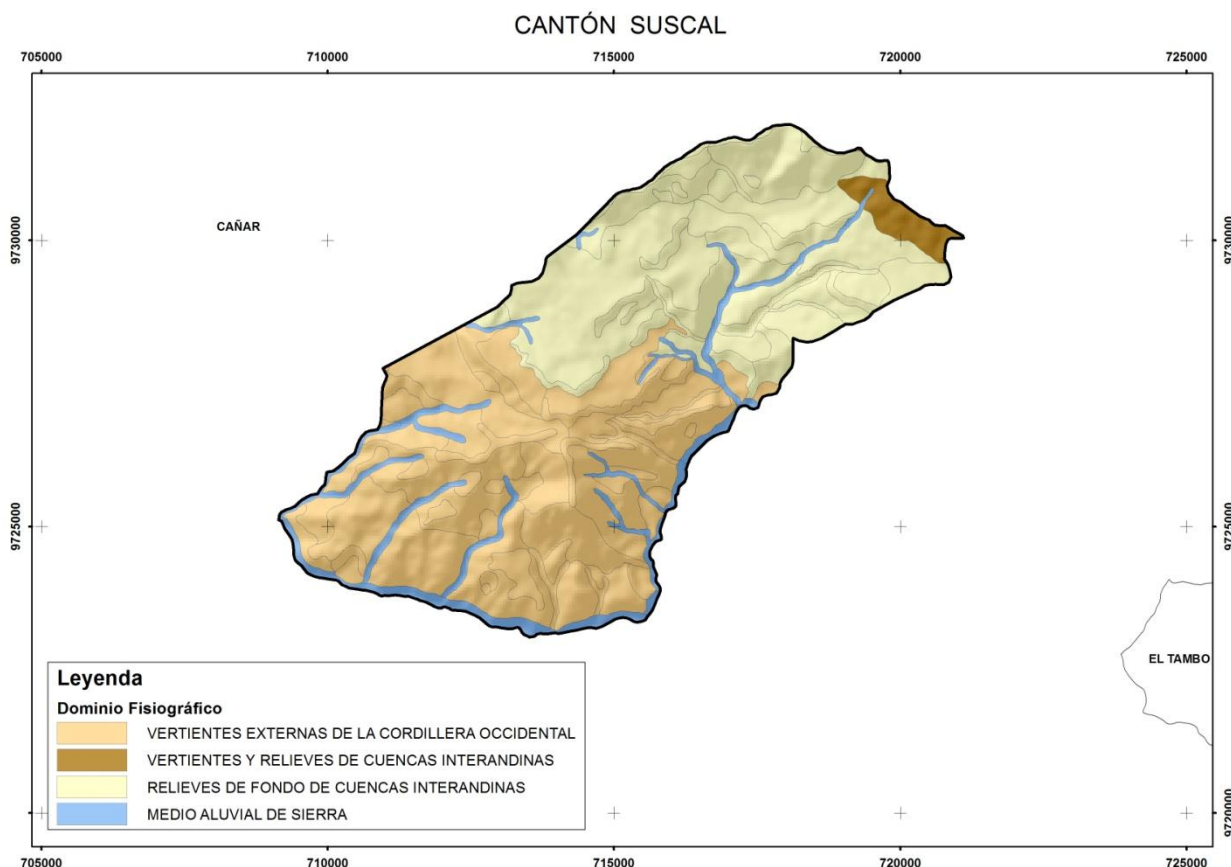 CANTÓN SUSCAL
705000 710000 715000 720000 725000
9730000 CAÑAR 9730000
9725000 9725000
EL TAMBO
Leyenda
Dominio Fisiográfico
VERTIENTES EXTERNAS DE LA CORDILLERA OCCIDENTAL
VERTIENTES Y RELIEVES DE CUENCAS INTERANDINAS
RELIEVES DE FONDO DE CUENCAS INTERANDINAS
MEDIO ALUVIAL DE SIERRA
9720000 9720000
705000 710000 715000 720000 725000